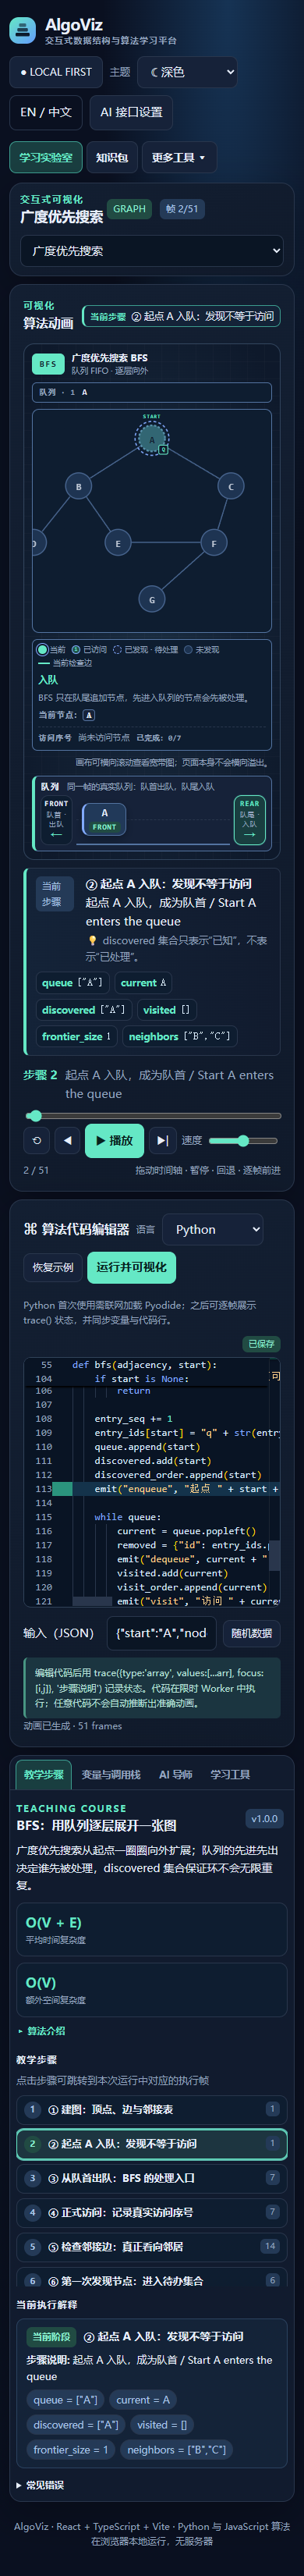 AlgoViz
交互式数据结构与算法学习平台
● LOCAL FIRST
主题
☾ 深色
EN / 中文
AI 接口设置
学习实验室
知识包
更多工具 ▼
交互式可视化
广度优先搜索
GRAPH
帧 2/51
广度优先搜索
可视化
算法动画
当前步骤 ② 起点 A 入队：发现不等于访问
BFS
广度优先搜索 BFS
队列 FIFO · 逐层向外
队列 · 1 A
START
A
Q
B
C
D
E
F
G
当前
已访问
已发现 · 待处理
未发现
当前检查边
入队
BFS 只在队尾追加节点，先进入队列的节点会先被处理。
当前节点： A
访问序号 尚未访问节点 已完成: 0/7
画布可横向滚动查看宽带图；页面本身不会横向溢出。
队列 同一帧的真实队列：队首出队，队尾入队
FRONT
队首 ·
出队
←
A
FRONT
REAR
队尾 ·
入队
→
当前
步骤
② 起点 A 入队：发现不等于访问
起点 A 入队，成为队首 / Start A
enters the queue
💡 discovered 集合只表示“已知”，不表
示“已处理”。
queue ["A"]
current A
discovered ["A"]
visited []
frontier_size 1
neighbors ["B","C"]
步骤 2 起点 A 入队，成为队首 / Start A enters
the queue
⟲
◀
▶ 播放
▶|
速度
2 / 51
拖动时间轴 · 暂停 · 回退 · 逐帧前进
⌘ 算法代码编辑器
语言
Python
恢复示例
运行并可视化
Python 首次使用需联网加载 Pyodide；之后可逐帧展示
trace() 状态，并同步变量与代码行。
已保存
55 def bfs(adjacency, start):
104 if start is None:
106 return
107
108 entry_seq += 1
109 entry_ids[start] = "q" + str(entry
110 queue.append(start)
111 discovered.add(start)
112 discovered_order.append(start)
113 emit("enqueue", "起点 " + start +
114
115 while queue:
116 current = queue.popleft()
117 removed = {"id": entry_ids.p
118 emit("dequeue", current + "
119 visited.add(current)
120 visit_order.append(current)
121 emit("visit", "访问 " + curre
输入（JSON）
{"start":"A","nod
随机数据
编辑代码后用 trace({type:'array', values:[...arr], focus:
[i,j]}, '步骤说明') 记录状态。代码在限时 Worker 中执
行；任意代码不会自动推断出准确动画。
动画已生成 · 51 frames
教学步骤
变量与调用栈
AI 导师
学习工具
TEACHING COURSE
BFS：用队列逐层展开一张图
v1.0.0
广度优先搜索从起点一圈圈向外扩展；队列的先进先出
决定谁先被处理，discovered 集合保证环不会无限重
复。
O(V + E)
平均时间复杂度
O(V)
额外空间复杂度
▸ 算法介绍
教学步骤
点击步骤可跳转到本次运行中对应的执行帧
1 ① 建图：顶点、边与邻接表 1
2 ② 起点 A 入队：发现不等于访问 1
3 ③ 从队首出队：BFS 的处理入口 7
4 ④ 正式访问：记录真实访问序号 7
5 ⑤ 检查邻接边：真正看向邻居 14
6 ⑥ 第一次发现节点：进入待办集合 6
当前执行解释
当前阶段 ② 起点 A 入队：发现不等于访问
步骤说明: 起点 A 入队，成为队首 / Start A enters the
queue
queue = ["A"]
current = A
discovered = ["A"]
visited = []
frontier_size = 1
neighbors = ["B","C"]
▸ 常见错误
AlgoViz · React + TypeScript + Vite · Python 与 JavaScript 算法
在浏览器本地运行，无服务器